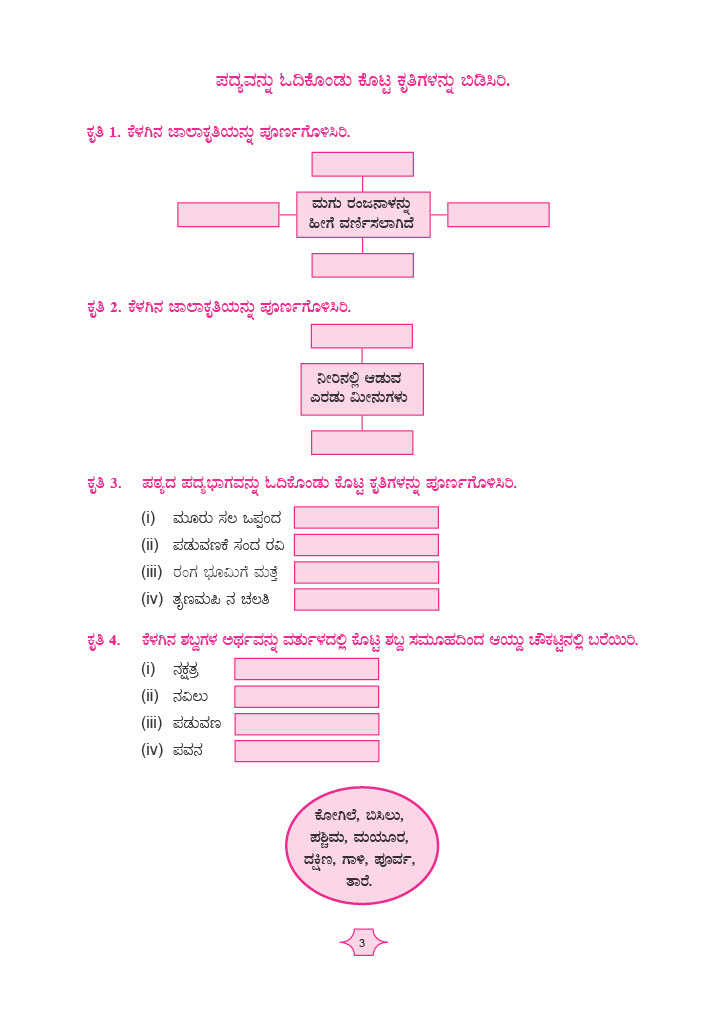 ಪದ್ಯವನ್ನು ಓದಿಕೊಂಡು ಕೊಟ್ಟ ಕೃತಿಗಳನ್ನು ಬಿಡಿಸಿರಿ.
ಕೃತಿ 1. ಕೆಳಗಿನ ಜಾಲಾಕೃತಿಯನ್ನು ಪೂರ್ಣಗೊಳಿಸಿರಿ.
ಮಗು ರಂಜನಾಳನ್ನು
ಹೀಗೆ ವರ್ಣಿಸಲಾಗಿದೆ
ಕೃತಿ 2. ಕೆಳಗಿನ ಜಾಲಾಕೃತಿಯನ್ನು ಪೂರ್ಣಗೊಳಿಸಿರಿ.
ನೀರಿನಲ್ಲಿ ಆಡುವ
ಎರಡು ಮೀನುಗಳು
ಕೃತಿ 3. ಪಠ್ಯದ ಪದ್ಯಭಾಗವನ್ನು ಓದಿಕೊಂಡು ಕೊಟ್ಟ ಕೃತಿಗಳನ್ನು ಪೂರ್ಣಗೊಳಿಸಿರಿ.
(i) ಮೂರು ಸಲ ಒಪ್ಪಂದ
(ii) ಪಡುವಣಕೆ ಸಂದ ರವಿ
(iii) ರಂಗ ಭೂಮಿಗೆ ಮತ್ತೆ
(iv) ತೃಣಮಪಿ ನ ಚಲತಿ
ಕೃತಿ 4. ಕೆಳಗಿನ ಶಬ್ದಗಳ ಅರ್ಥವನ್ನು ವರ್ತುಳದಲ್ಲಿ ಕೊಟ್ಟ ಶಬ್ದ ಸಮೂಹದಿಂದ ಆಯ್ದು ಚೌಕಟ್ಟಿನಲ್ಲಿ ಬರೆಯಿರಿ.
(i) ನಕ್ಷತ್ರ
(ii) ನವಿಲು
(iii) ಪಡುವಣ
(iv) ಪವನ
ಕೋಗಿಲೆ, ಬಿಸಿಲು,
ಪಶ್ಚಿಮ, ಮಯೂರ,
ದಕ್ಷಿಣ, ಗಾಳಿ, ಪೂರ್ವ,
ತಾರೆ.
3